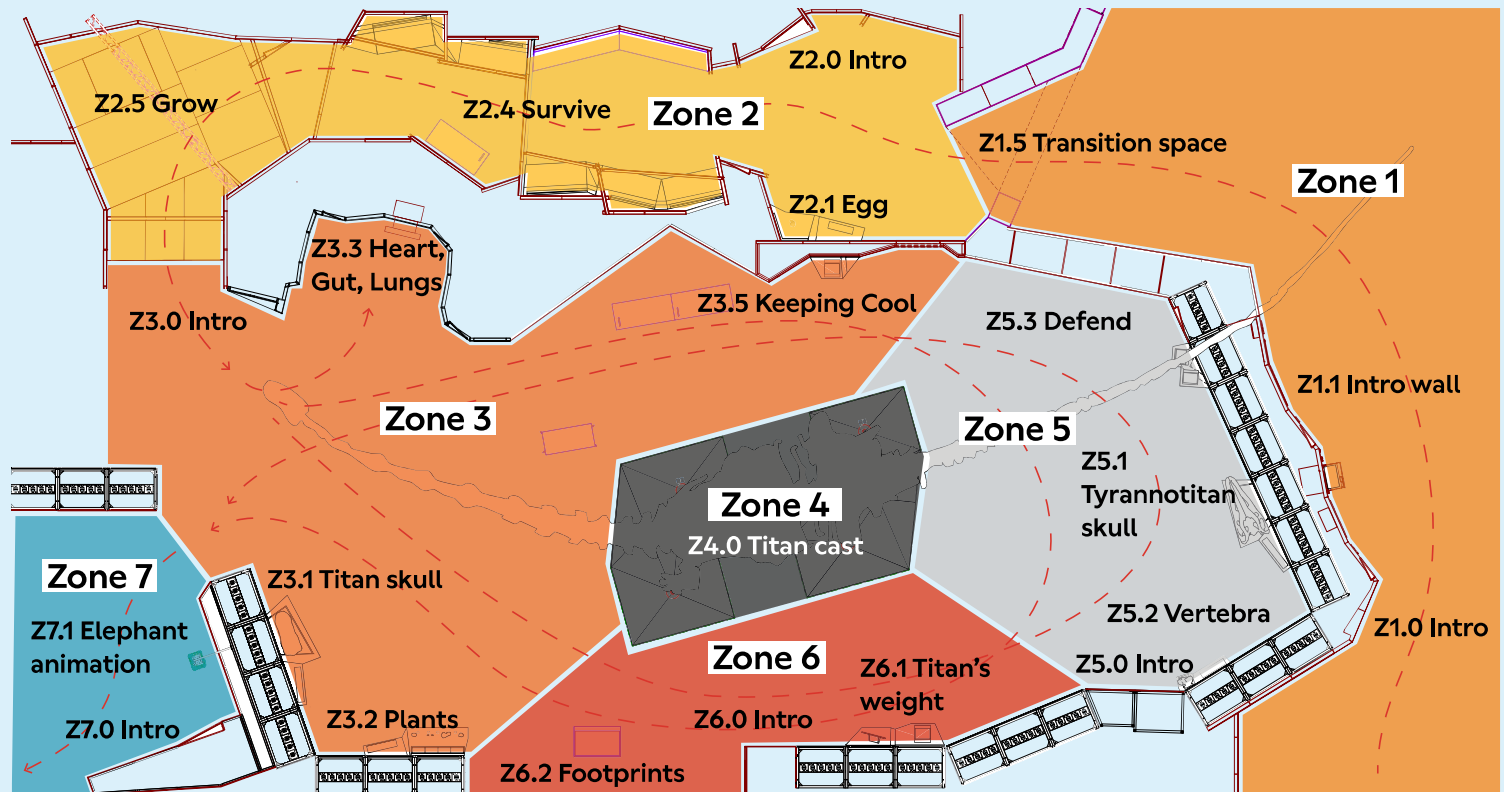 Z2.0 Intro
Z2.5 Grow
Z2.4 Survive
Zone 2
Z1.5 Transition space
Zone 1
Z2.1 Egg
Z3.3 Heart,
Gut, Lungs
Z3.0 Intro
Z3.5 Keeping Cool
Z5.3 Defend
Z1.1 Intro wall
Zone 3
Zone 5
Z5.1
Tyrannotitan
skull
Zone 4
Z4.0 Titan cast
Zone 7
Z3.1 Titan skull
Z5.2 Vertebra
Z1.0 Intro
Z7.1 Elephant
animation
Zone 6
Z6.1 Titan’s
weight
Z5.0 Intro
Z7.0 Intro
Z3.2 Plants
Z6.0 Intro
Z6.2 Footprints